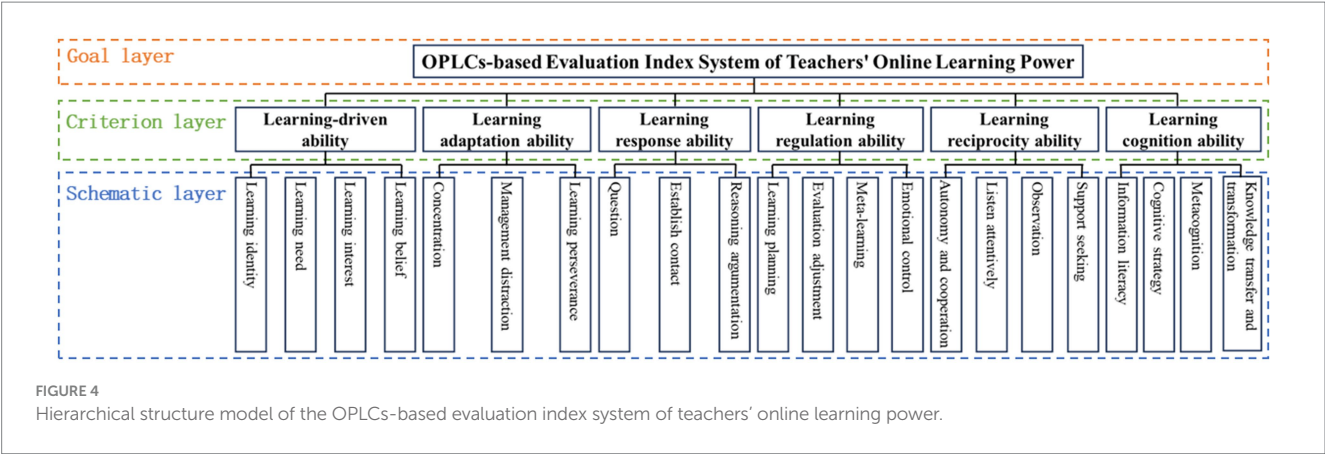 Goal layer
OPLCs-based Evaluation Index System of Teachers' Online Learning Power
Criterion layer
Learning-driven
ability
Learning
adaptation ability
Learning
response ability
Learning
regulation ability
Learning
reciprocity ability
Learning
cognition ability
Schematic layer
Learning identity
Learning need
Learning interest
Learning belief
Concentration
Management distraction
Learning perseverance
Question
Establish contact
Reasoning argumentation
Learning planning
Evaluation adjustment
Meta-learning
Emotional control
Autonomy and cooperation
Listen attentively
Observation
Support seeking
Information literacy
Cognitive strategy
Metacognition
Knowledge transfer and
transformation
FIGURE 4
Hierarchical structure model of the OPLCs-based evaluation index system of teachers' online learning power.